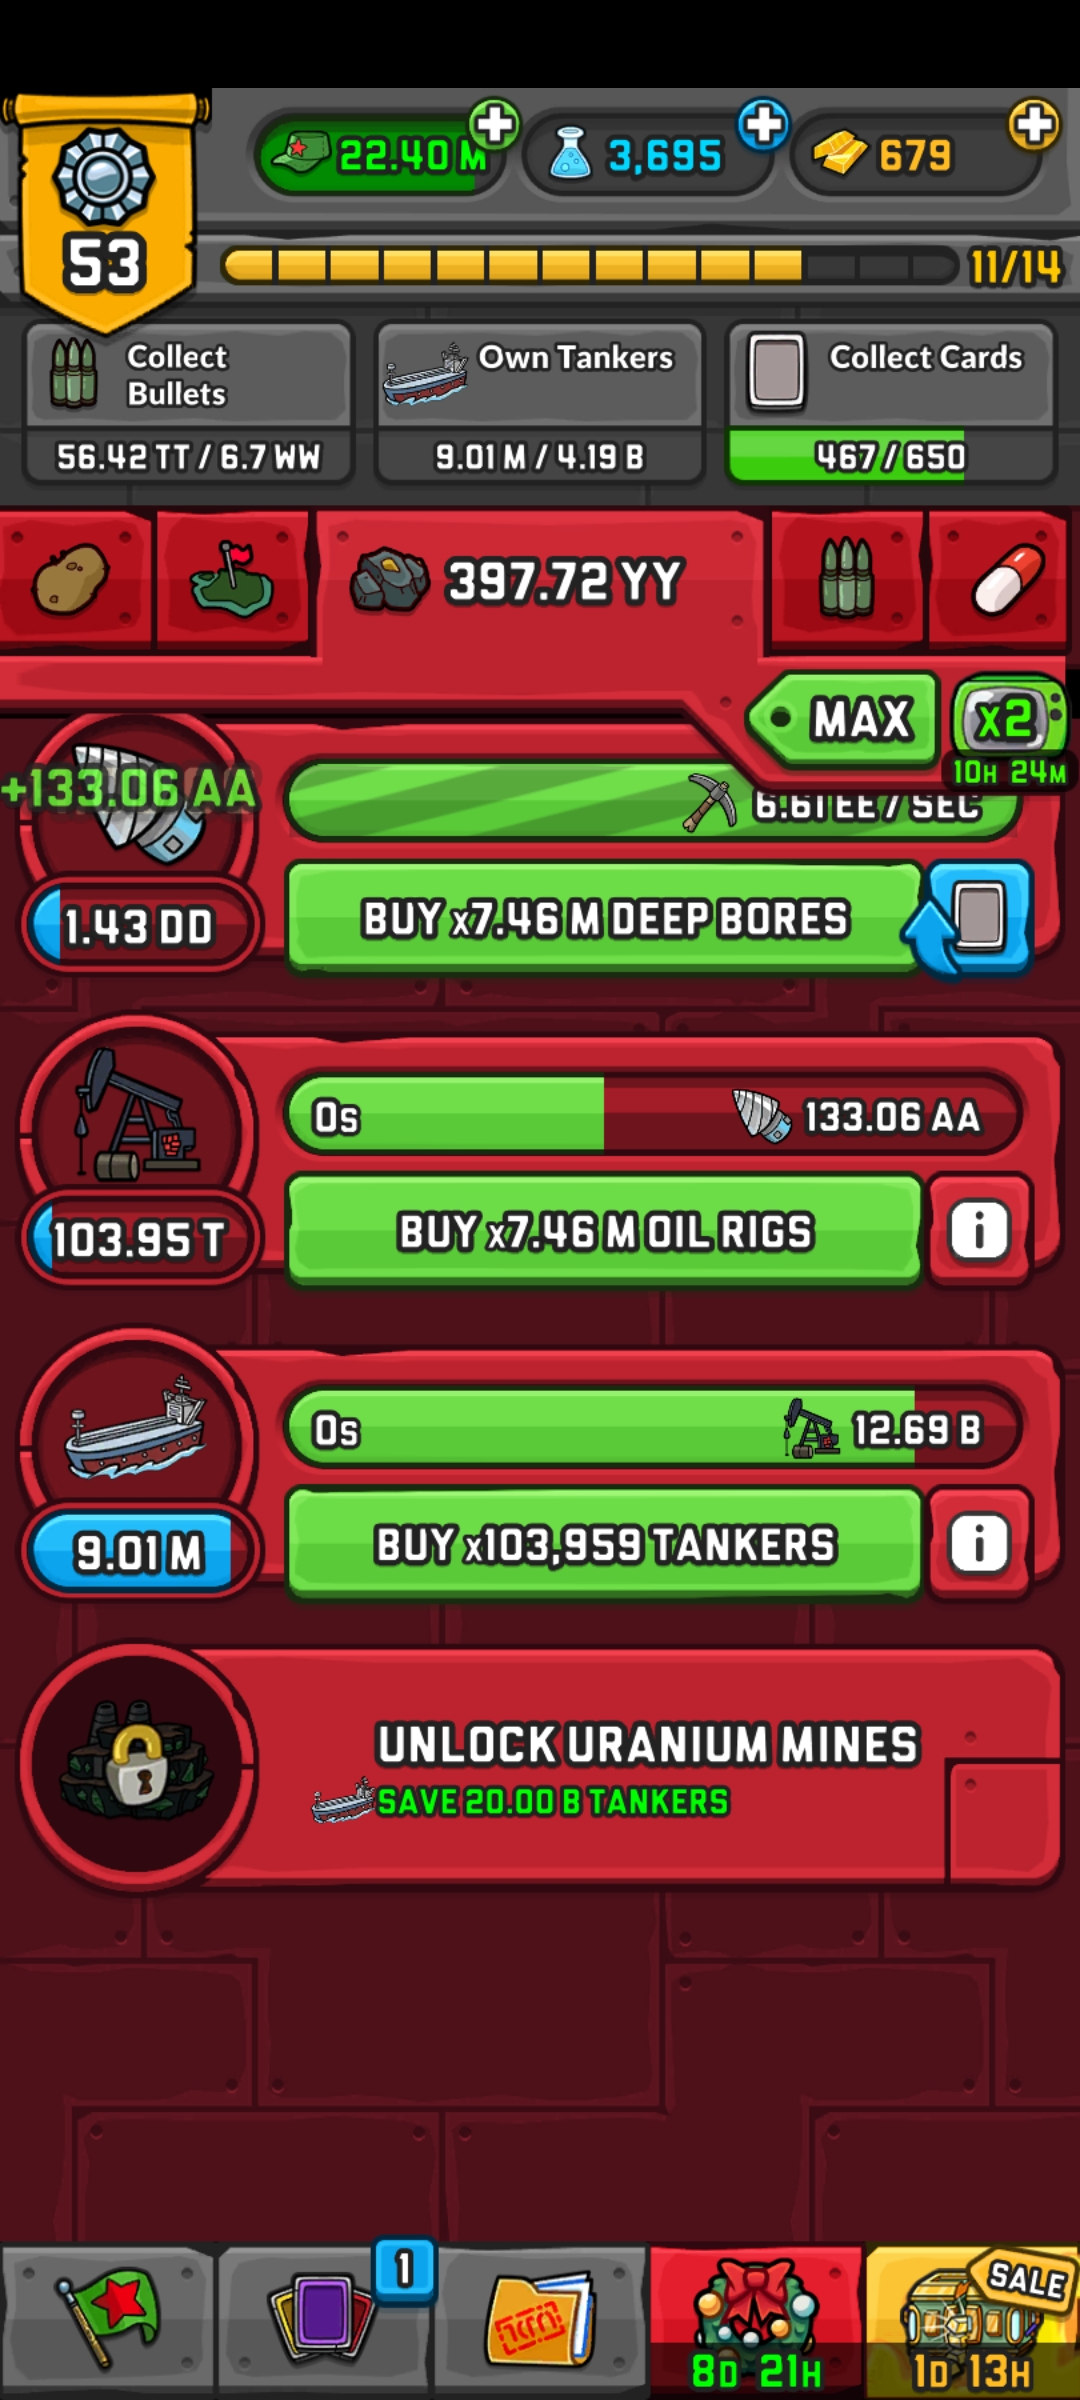 22.40 M
3,695
679
53
11/14
Collect
Bullets
56.42 TT / 6.7 WW
Own Tankers
9.01 M / 4.19 B
Collect Cards
467 / 650
397.72 YY
MAX
x2
10H 24M
+133.06 AA
6.61 EE / SEC
1.43 DD
BUY x7.46 M DEEP BORES
0s
133.06 AA
103.95 T
BUY x7.46 M OIL RIGS
i
0s
12.69 B
9.01 M
BUY x103,959 TANKERS
i
UNLOCK URANIUM MINES
SAVE 20.00 B TANKERS
1
SALE
8D 21H
1D 13H